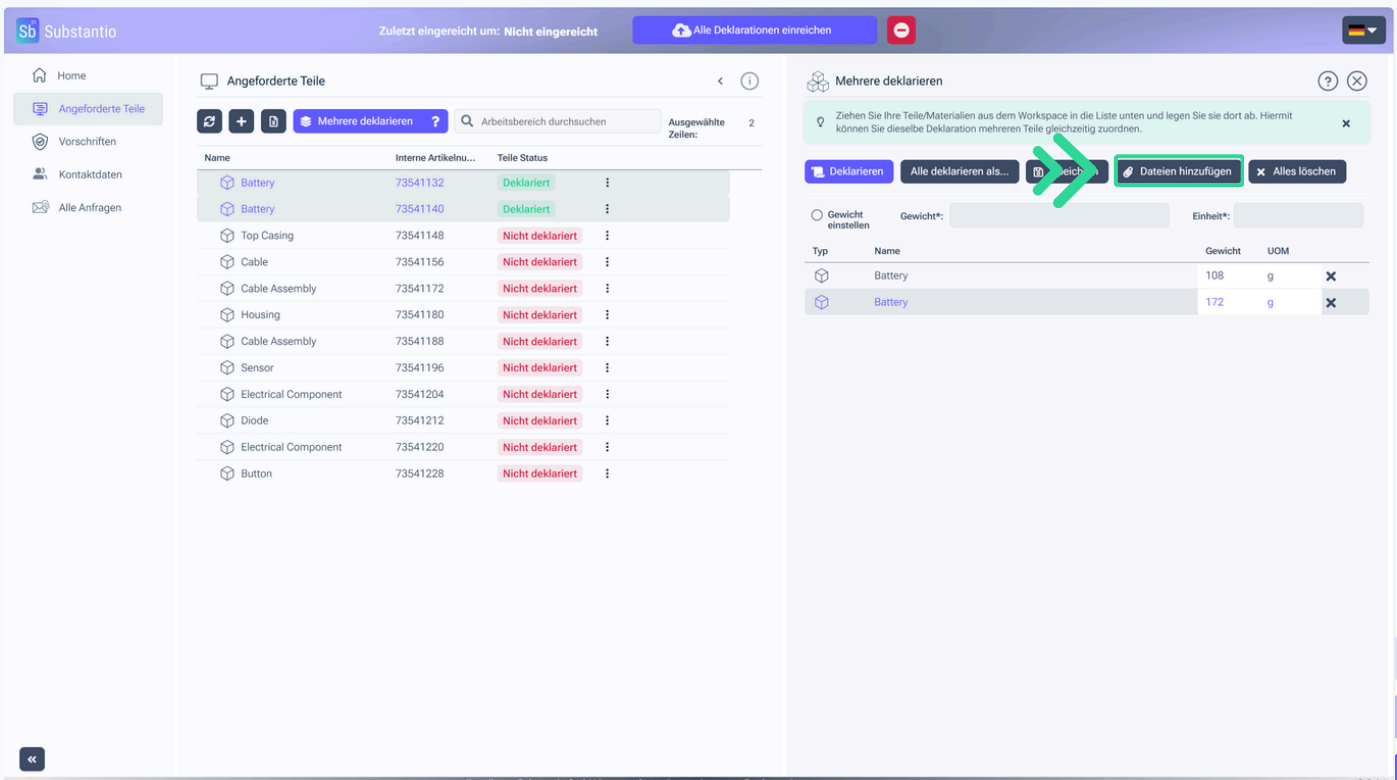 Sb Substantio
Zuletzt eingereicht um: Nicht eingereicht
Alle Deklarationen einreichen
Home
Angeforderte Teile
Vorschriften
Kontaktdaten
Alle Anfragen
Angeforderte Teile
Mehrere deklarieren ?
Arbeitsbereich durchsuchen
Ausgewählte
Zeilen:
2
Name Interne Artikelnu... Teile Status
Battery 73541132 Deklariert
Battery 73541140 Deklariert
Top Casing 73541148 Nicht deklariert
Cable 73541156 Nicht deklariert
Cable Assembly 73541172 Nicht deklariert
Housing 73541180 Nicht deklariert
Cable Assembly 73541188 Nicht deklariert
Sensor 73541196 Nicht deklariert
Electrical Component 73541204 Nicht deklariert
Diode 73541212 Nicht deklariert
Electrical Component 73541220 Nicht deklariert
Button 73541228 Nicht deklariert
Mehrere deklarieren
Ziehen Sie Ihre Teile/Materialien aus dem Workspace in die Liste unten und legen Sie sie dort ab. Hiermit
können Sie dieselbe Deklaration mehreren Teile gleichzeitig zuordnen.
Deklarieren Alle deklarieren als... Dateien hinzufügen Alles löschen
Gewicht
einstellen
Gewicht*: Einheit*:
Typ Name Gewicht UOM
Battery 108 g
Battery 172 g